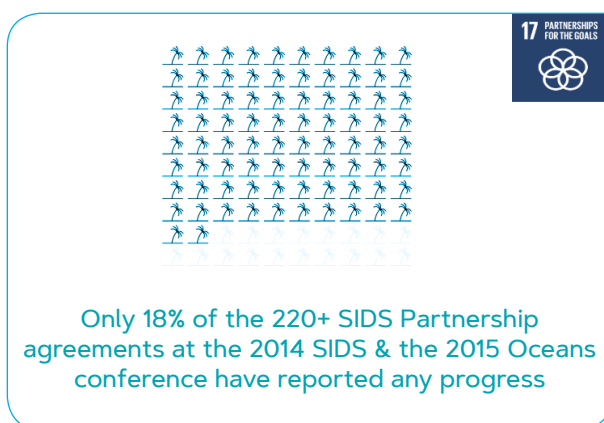 17 PARTNERSHIPS
FOR THE GOALS
Only 18% of the 220+ SIDS Partnership
agreements at the 2014 SIDS & the 2015 Oceans
conference have reported any progress